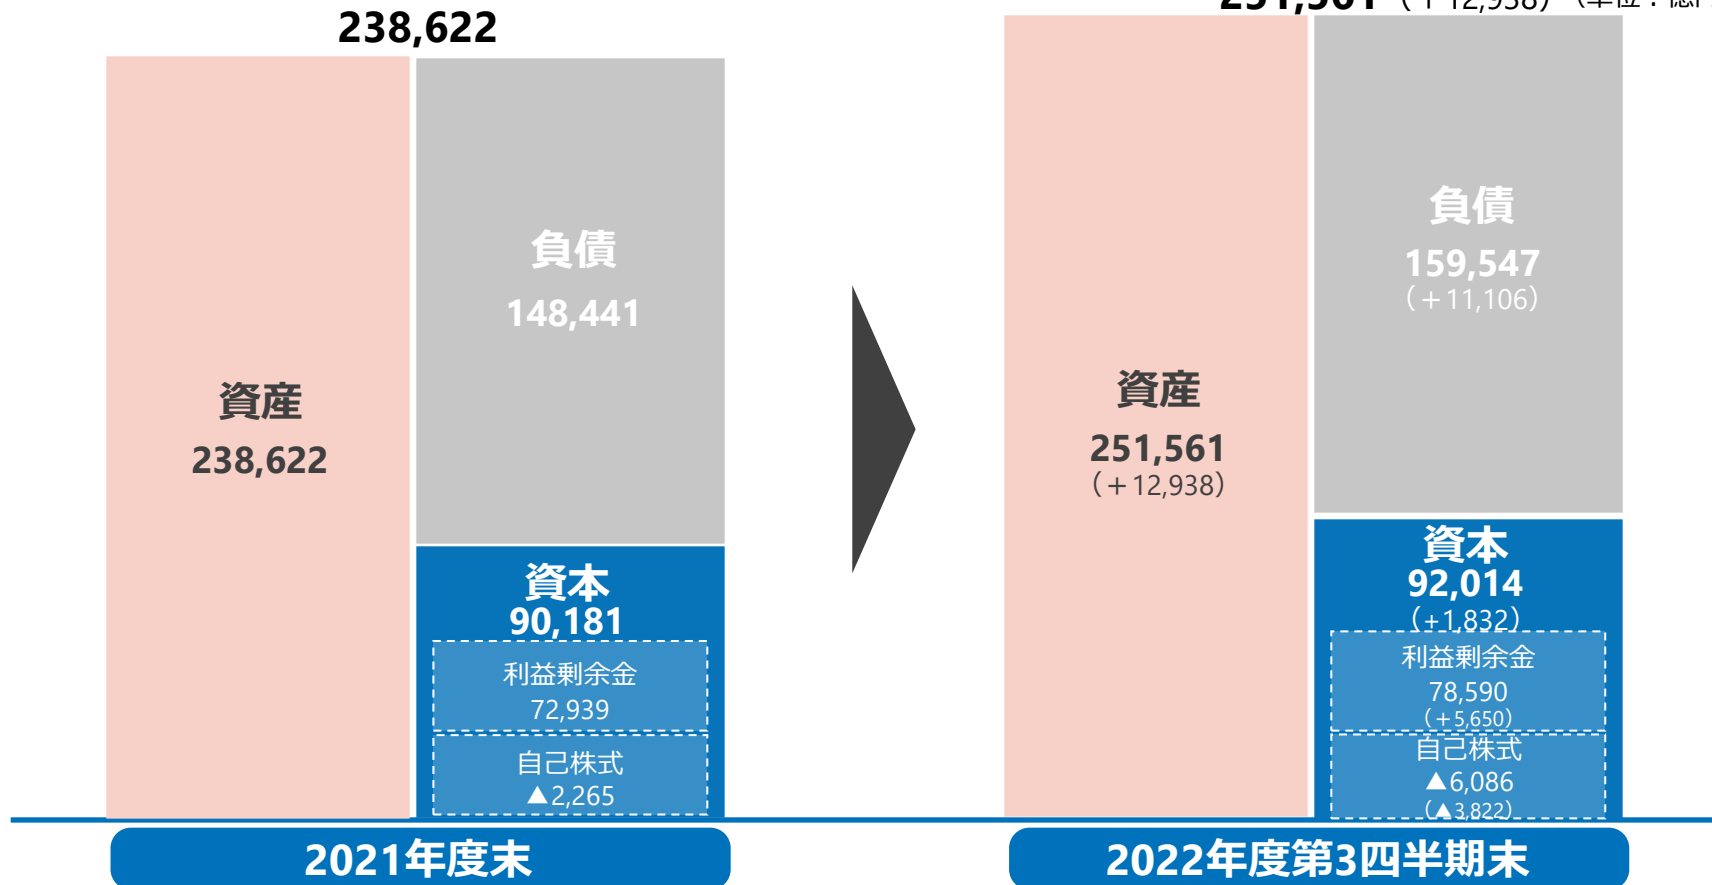 238,622
資産
238,622
負債
148,441
資本
90,181
利益剰余金
72,939
自己株式
▲2,265
2021年度末
251,561（＋12,938）
資産
251,561
（＋12,938）
負債
159,547
（＋11,106）
資本
92,014
（+1,832）
利益剰余金
78,590
（＋5,650）
自己株式
▲6,086
（▲3,822）
2022年度第3四半期末